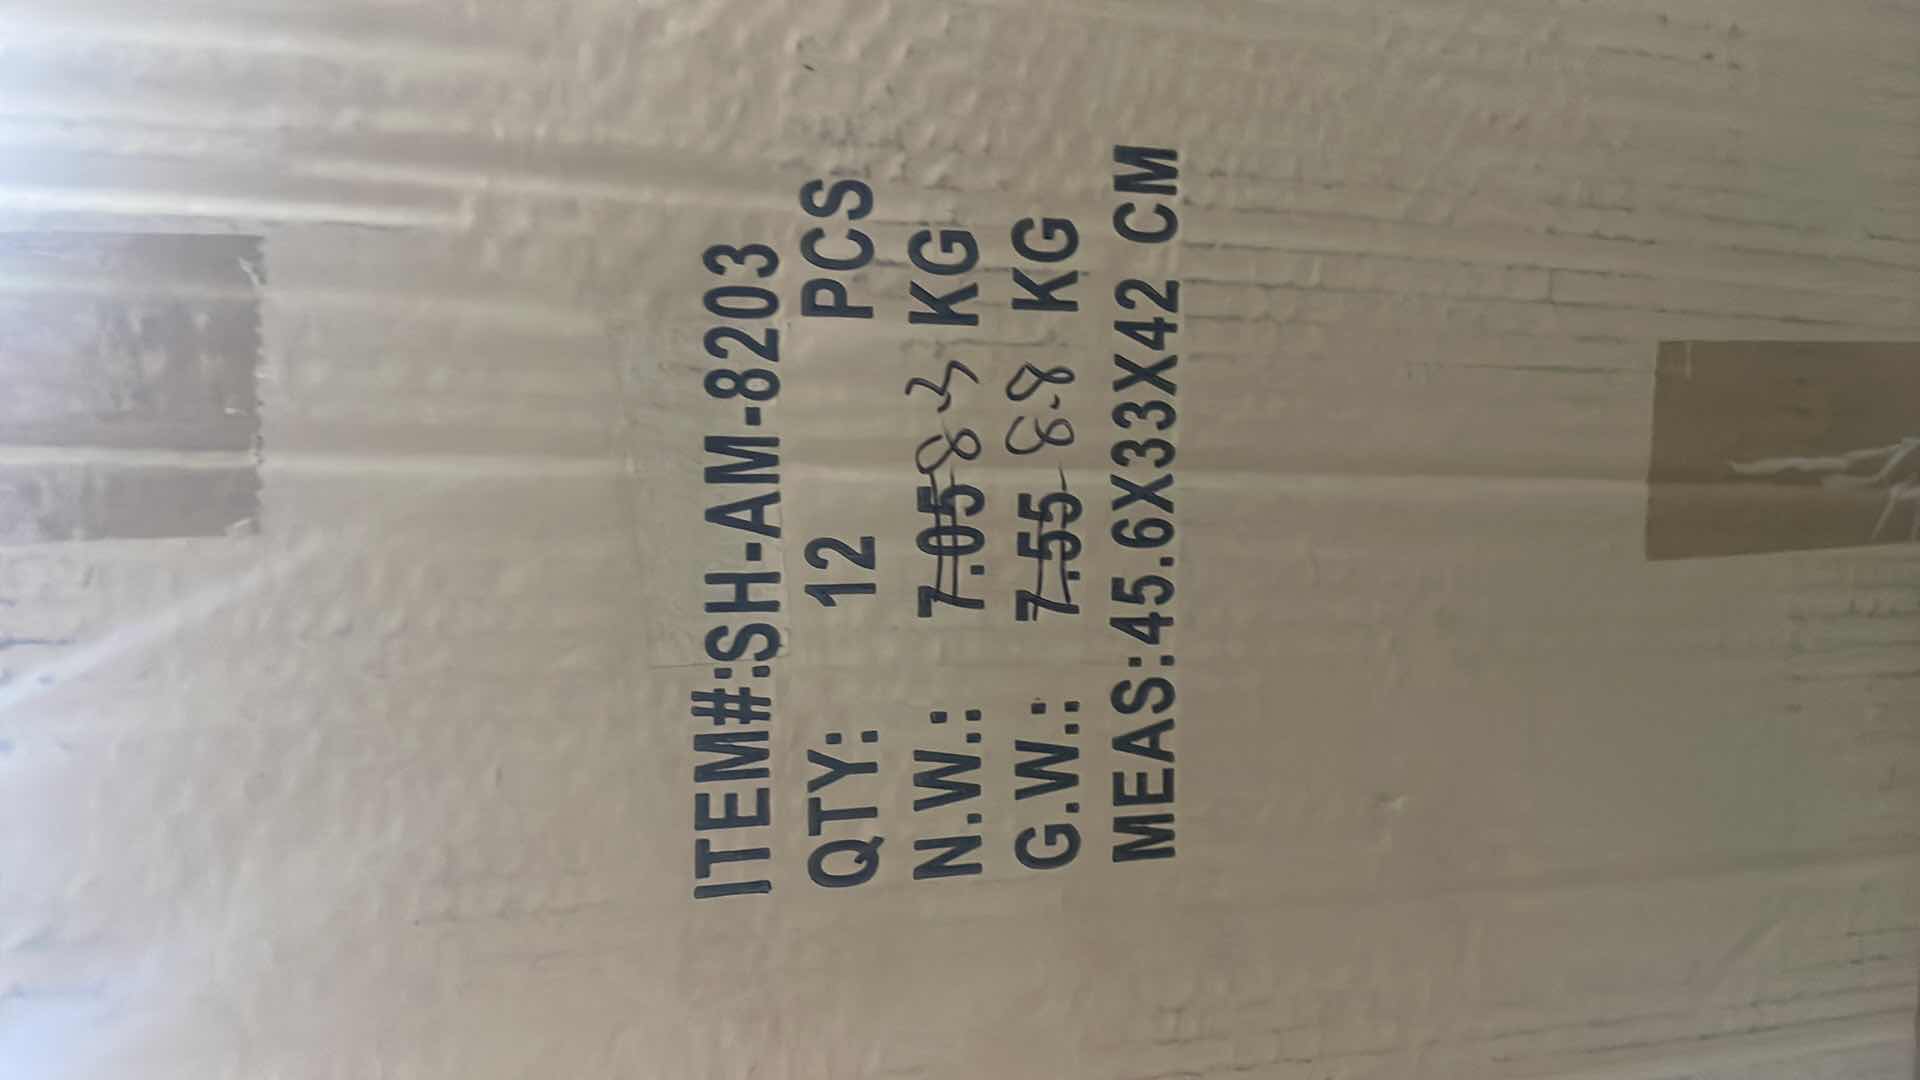 ITEM#:SH-AM-8203
QTY: 12 PCS
N.W.: 7.05 8.3 KG
G.W.: 7.55 8.8 KG
MEAS:45.6X33X42 CM